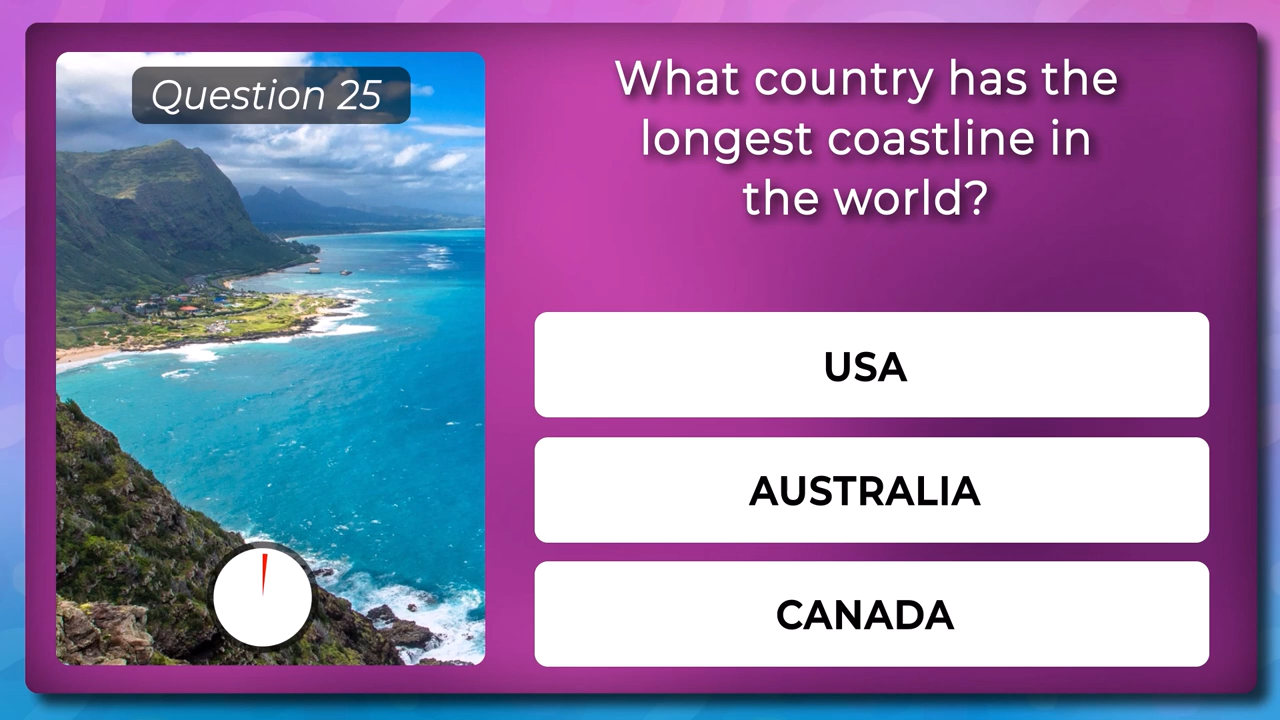 Question 25
What country has the
longest coastline in
the world?
USA
AUSTRALIA
CANADA